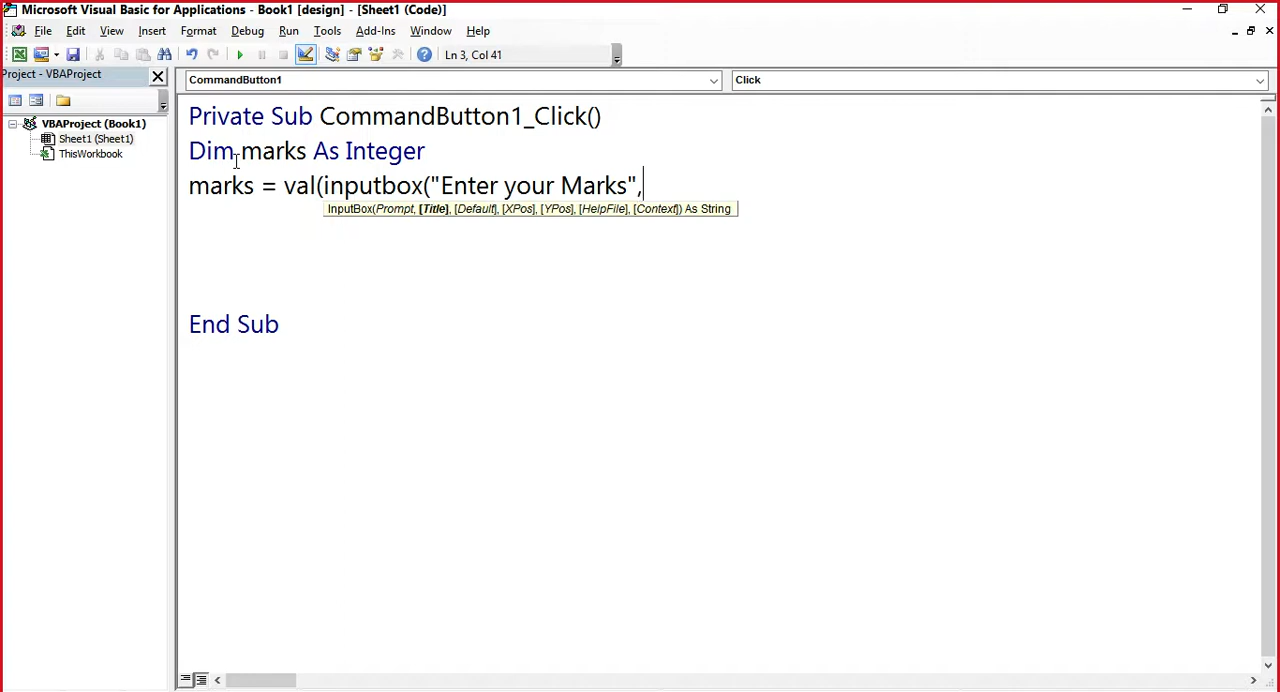 Microsoft Visual Basic for Applications - Book1 [design] - [Sheet1 (Code)]
File Edit View Insert Format Debug Run Tools Add-Ins Window Help
Ln 3, Col 41
Project - VBAProject
CommandButton1 Click
VBAProject (Book1)
Sheet1 (Sheet1)
ThisWorkbook
Private Sub CommandButton1_Click()
Dim marks As Integer
marks = val(inputbox("Enter your Marks",
InputBox(Prompt, [Title], [Default], [XPos], [YPos], [HelpFile], [Context]) As String
End Sub